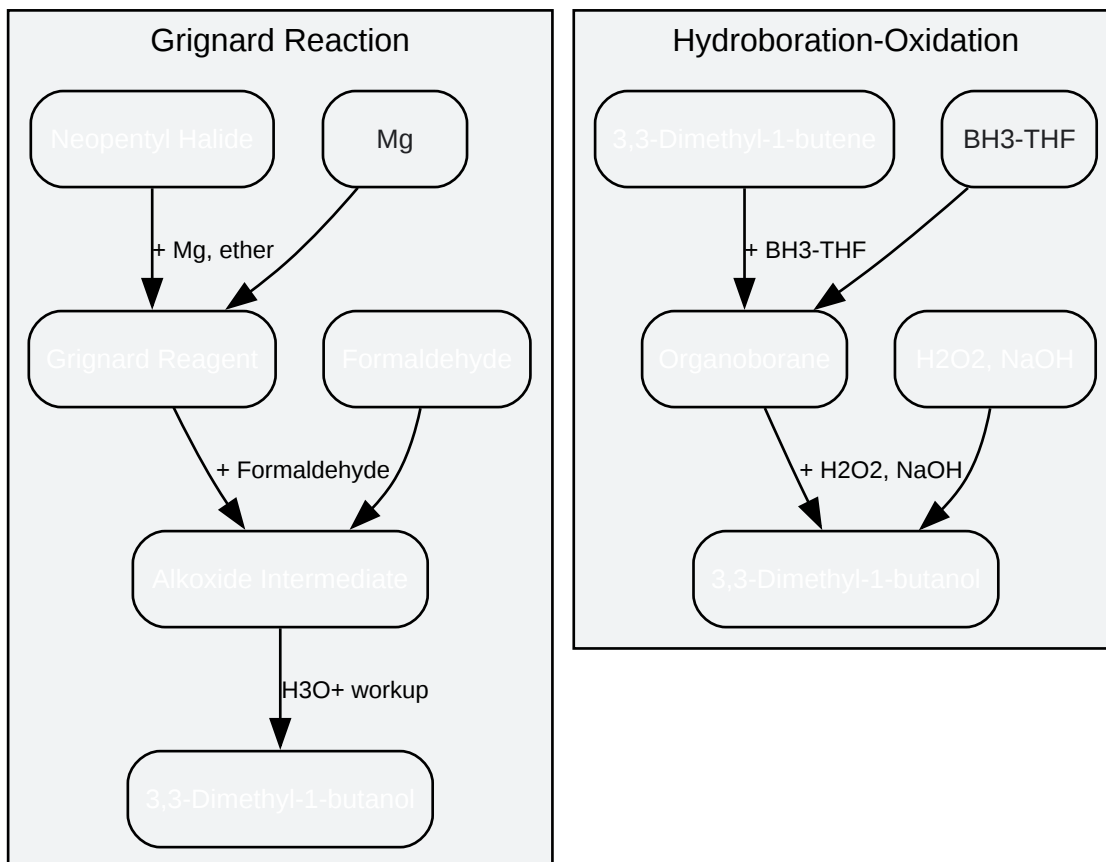 Grignard Reaction
Neopentyl Halide
Mg
+ Mg, ether
Grignard Reagent
Formaldehyde
+ Formaldehyde
Alkoxide Intermediate
H3O+ workup
3,3-Dimethyl-1-butanol
Hydroboration-Oxidation
3,3-Dimethyl-1-butene
BH3-THF
+ BH3-THF
Organoborane
H2O2, NaOH
+ H2O2, NaOH
3,3-Dimethyl-1-butanol